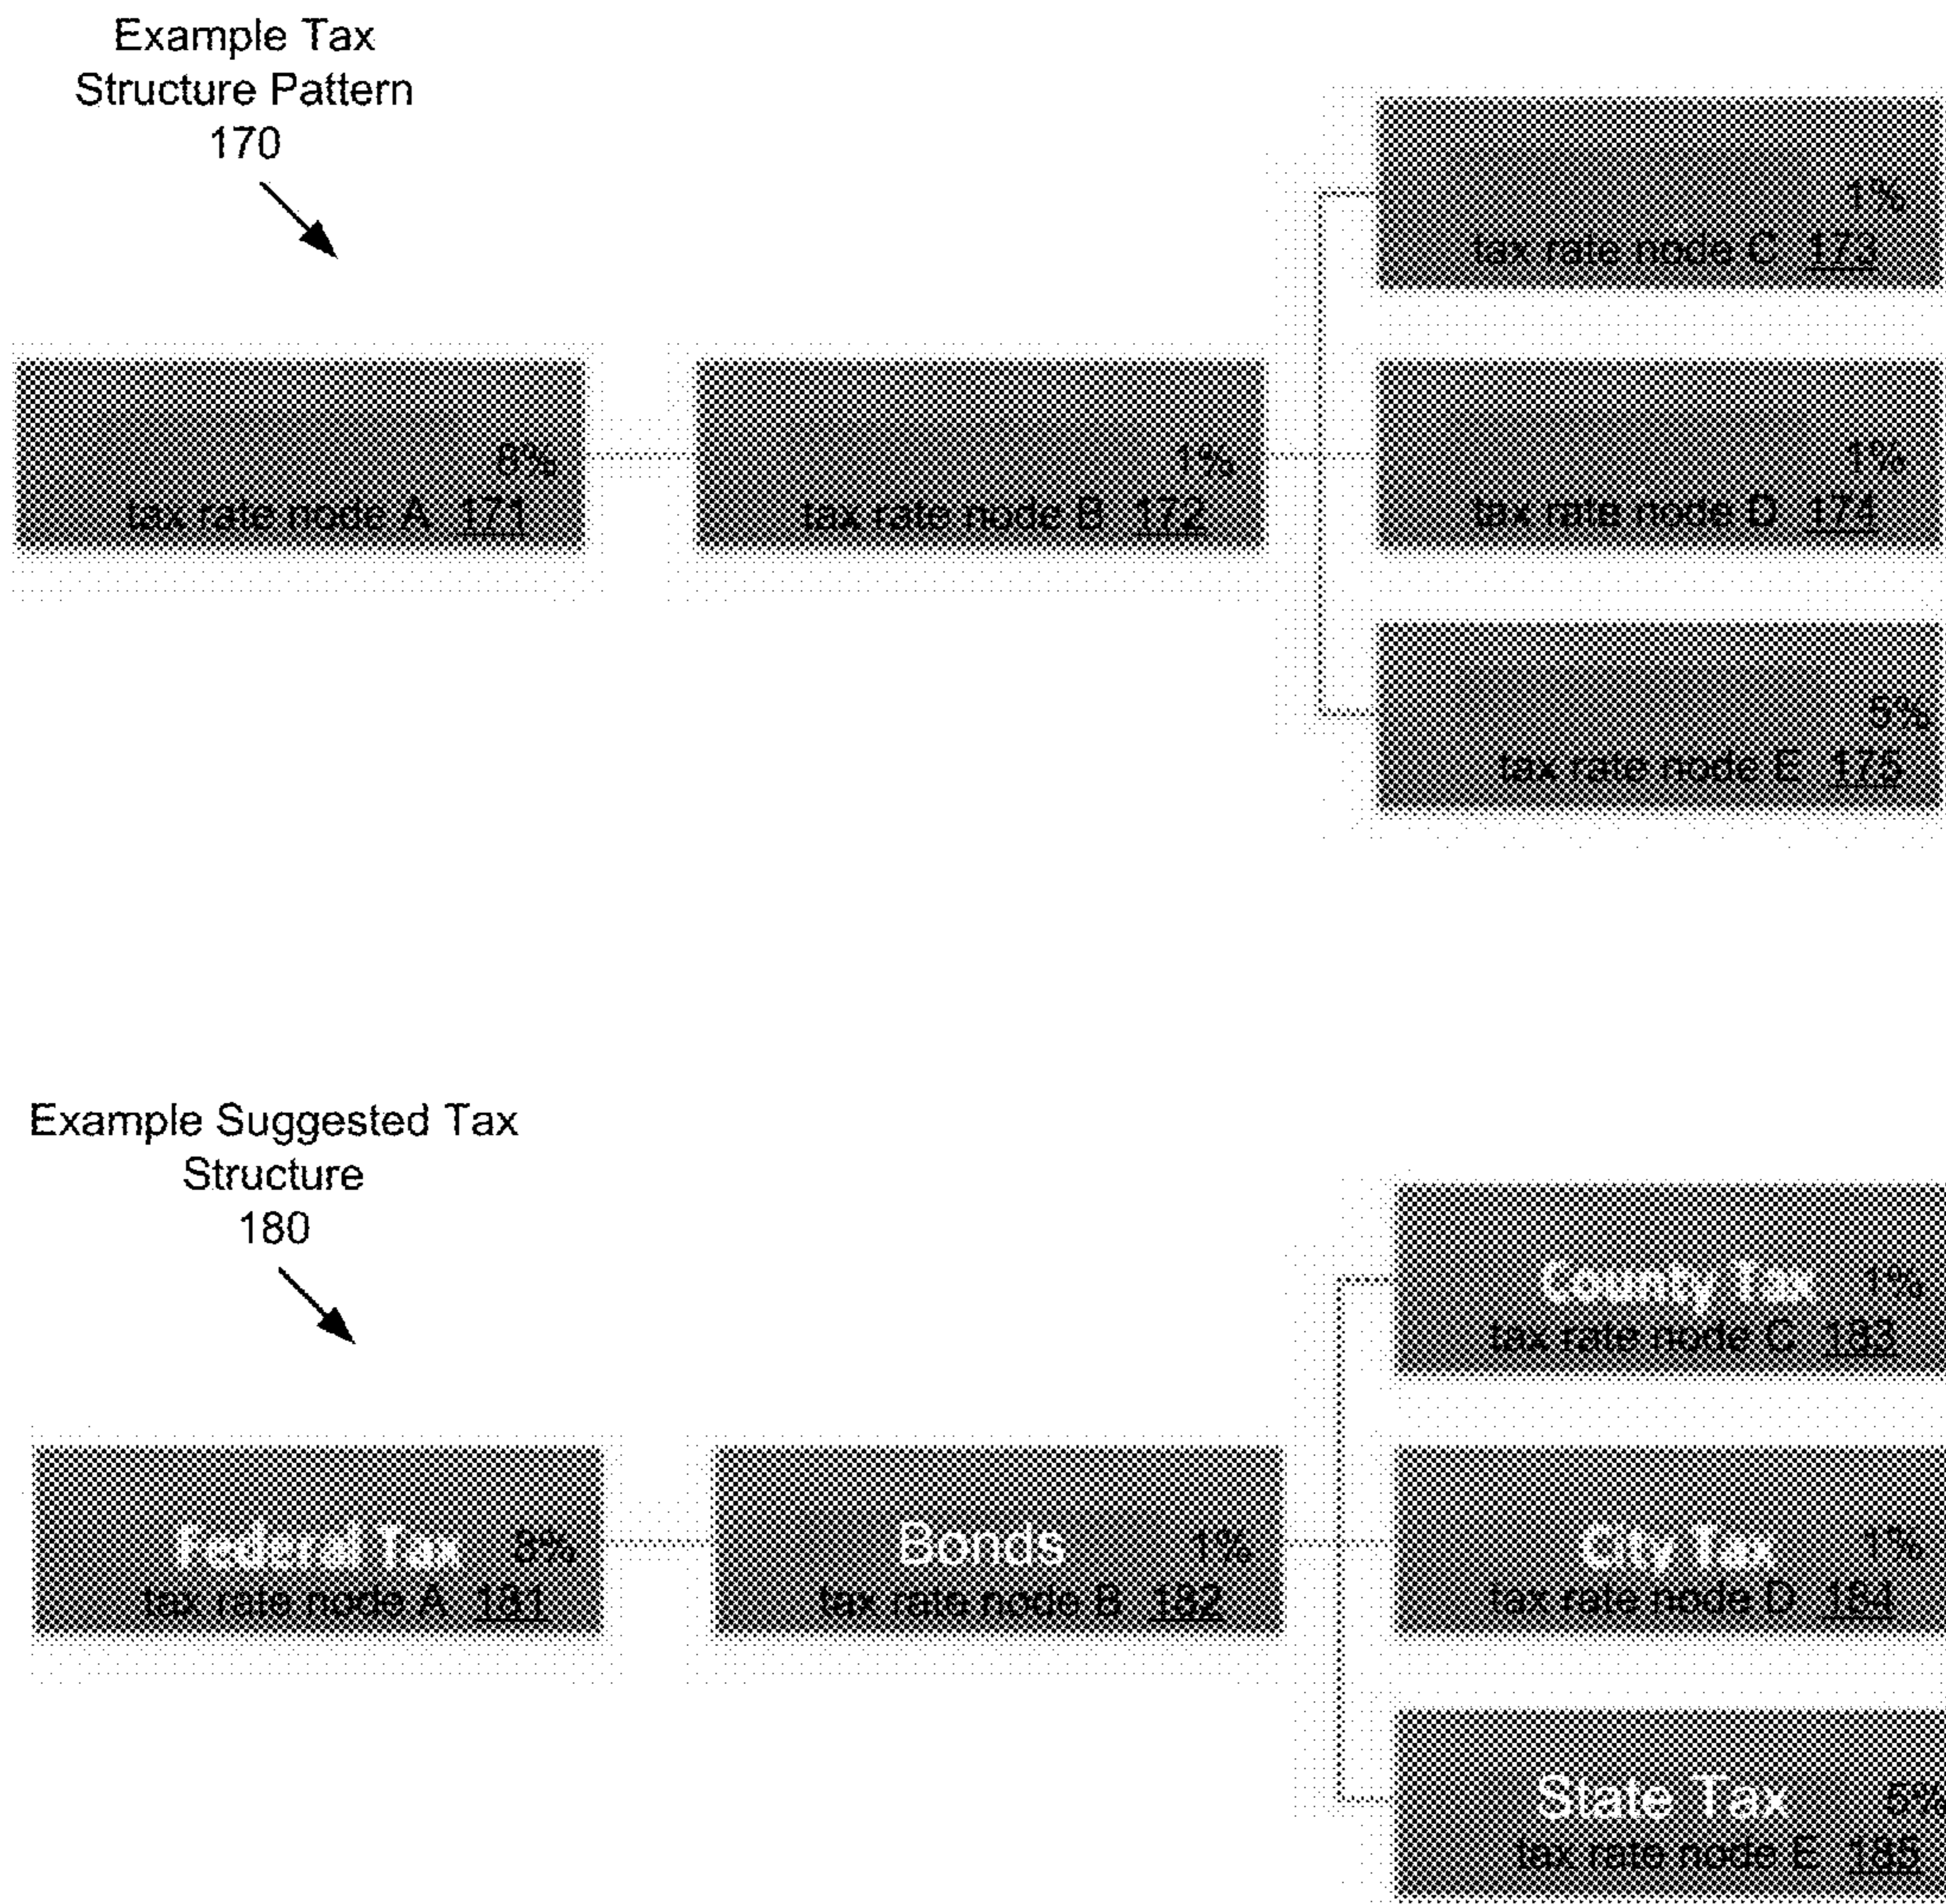 Example Tax
Structure Pattern
170
1%
tax rate node C 173
8%
tax rate node A 171
1%
tax rate node B 172
1%
tax rate node D 174
5%
tax rate node E 175
Example Suggested Tax
Structure
180
County Tax 1%
tax rate node C 183
Federal Tax 8%
tax rate node A 181
Bonds 1%
tax rate node B 182
City Tax 1%
tax rate node D 184
State Tax 5%
tax rate node E 185